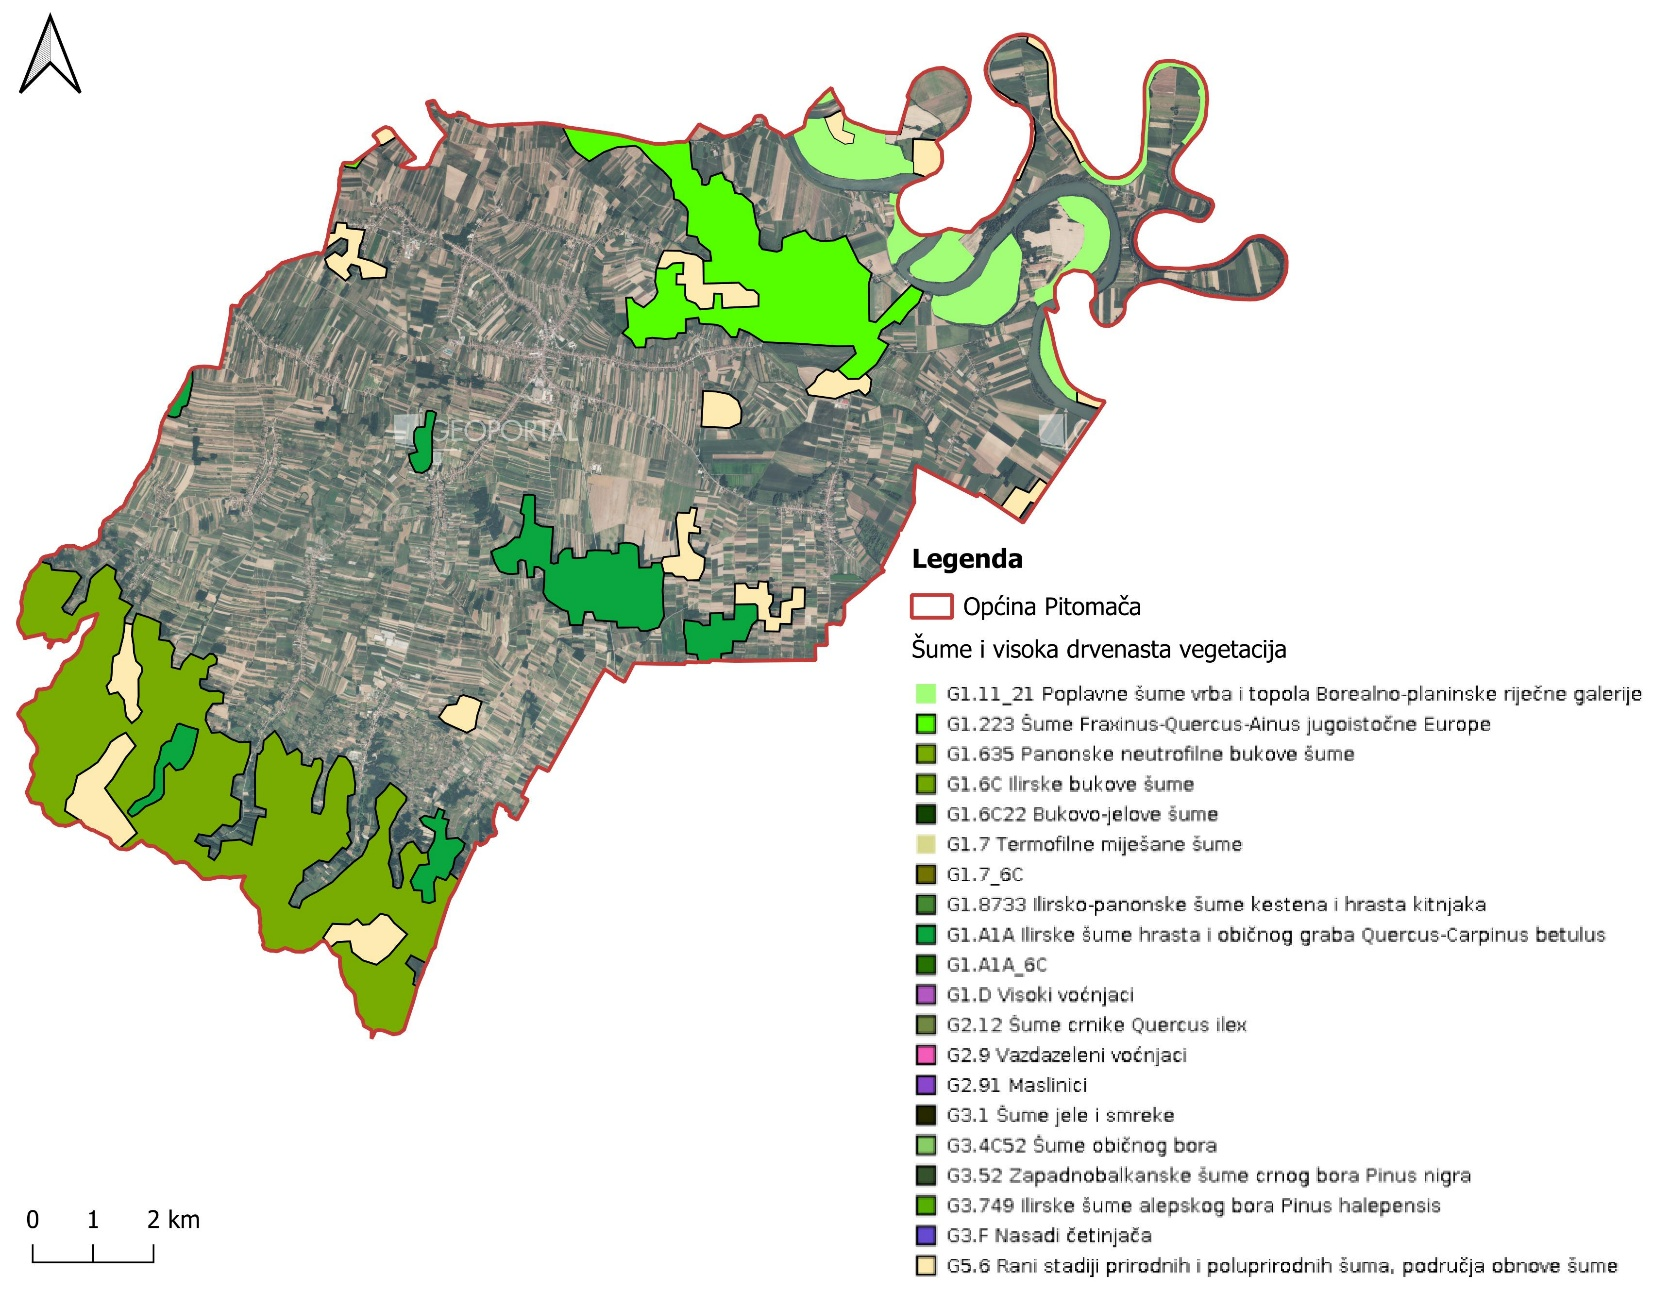 GEOPORTAL
Legenda
Općina Pitomača
Šume i visoka drvenasta vegetacija
G1.11_21 Poplavne šume vrba i topola Borealno-planinske riječne galerije
G1.223 Šume Fraxinus-Quercus-Ainus jugoistočne Europe
G1.635 Panonske neutrofilne bukove šume
G1.6C Ilirske bukove šume
G1.6C22 Bukovo-jelove šume
G1.7 Termofilne miješane šume
G1.7_6C
G1.8733 Ilirsko-panonske šume kestena i hrasta kitnjaka
G1.A1A Ilirske šume hrasta i običnog graba Quercus-Carpinus betulus
G1.A1A_6C
G1.D Visoki voćnjaci
G2.12 Šume crnike Quercus ilex
G2.9 Vazdazeleni voćnjaci
G2.91 Maslinici
G3.1 Šume jele i smreke
G3.4C52 Šume običnog bora
G3.52 Zapadnobalkanske šume crnog bora Pinus nigra
G3.749 Ilirske šume alepskog bora Pinus halepensis
G3.F Nasadi četinjača
G5.6 Rani stadiji prirodnih i poluprirodnih šuma, područja obnove šume
0 1 2 km